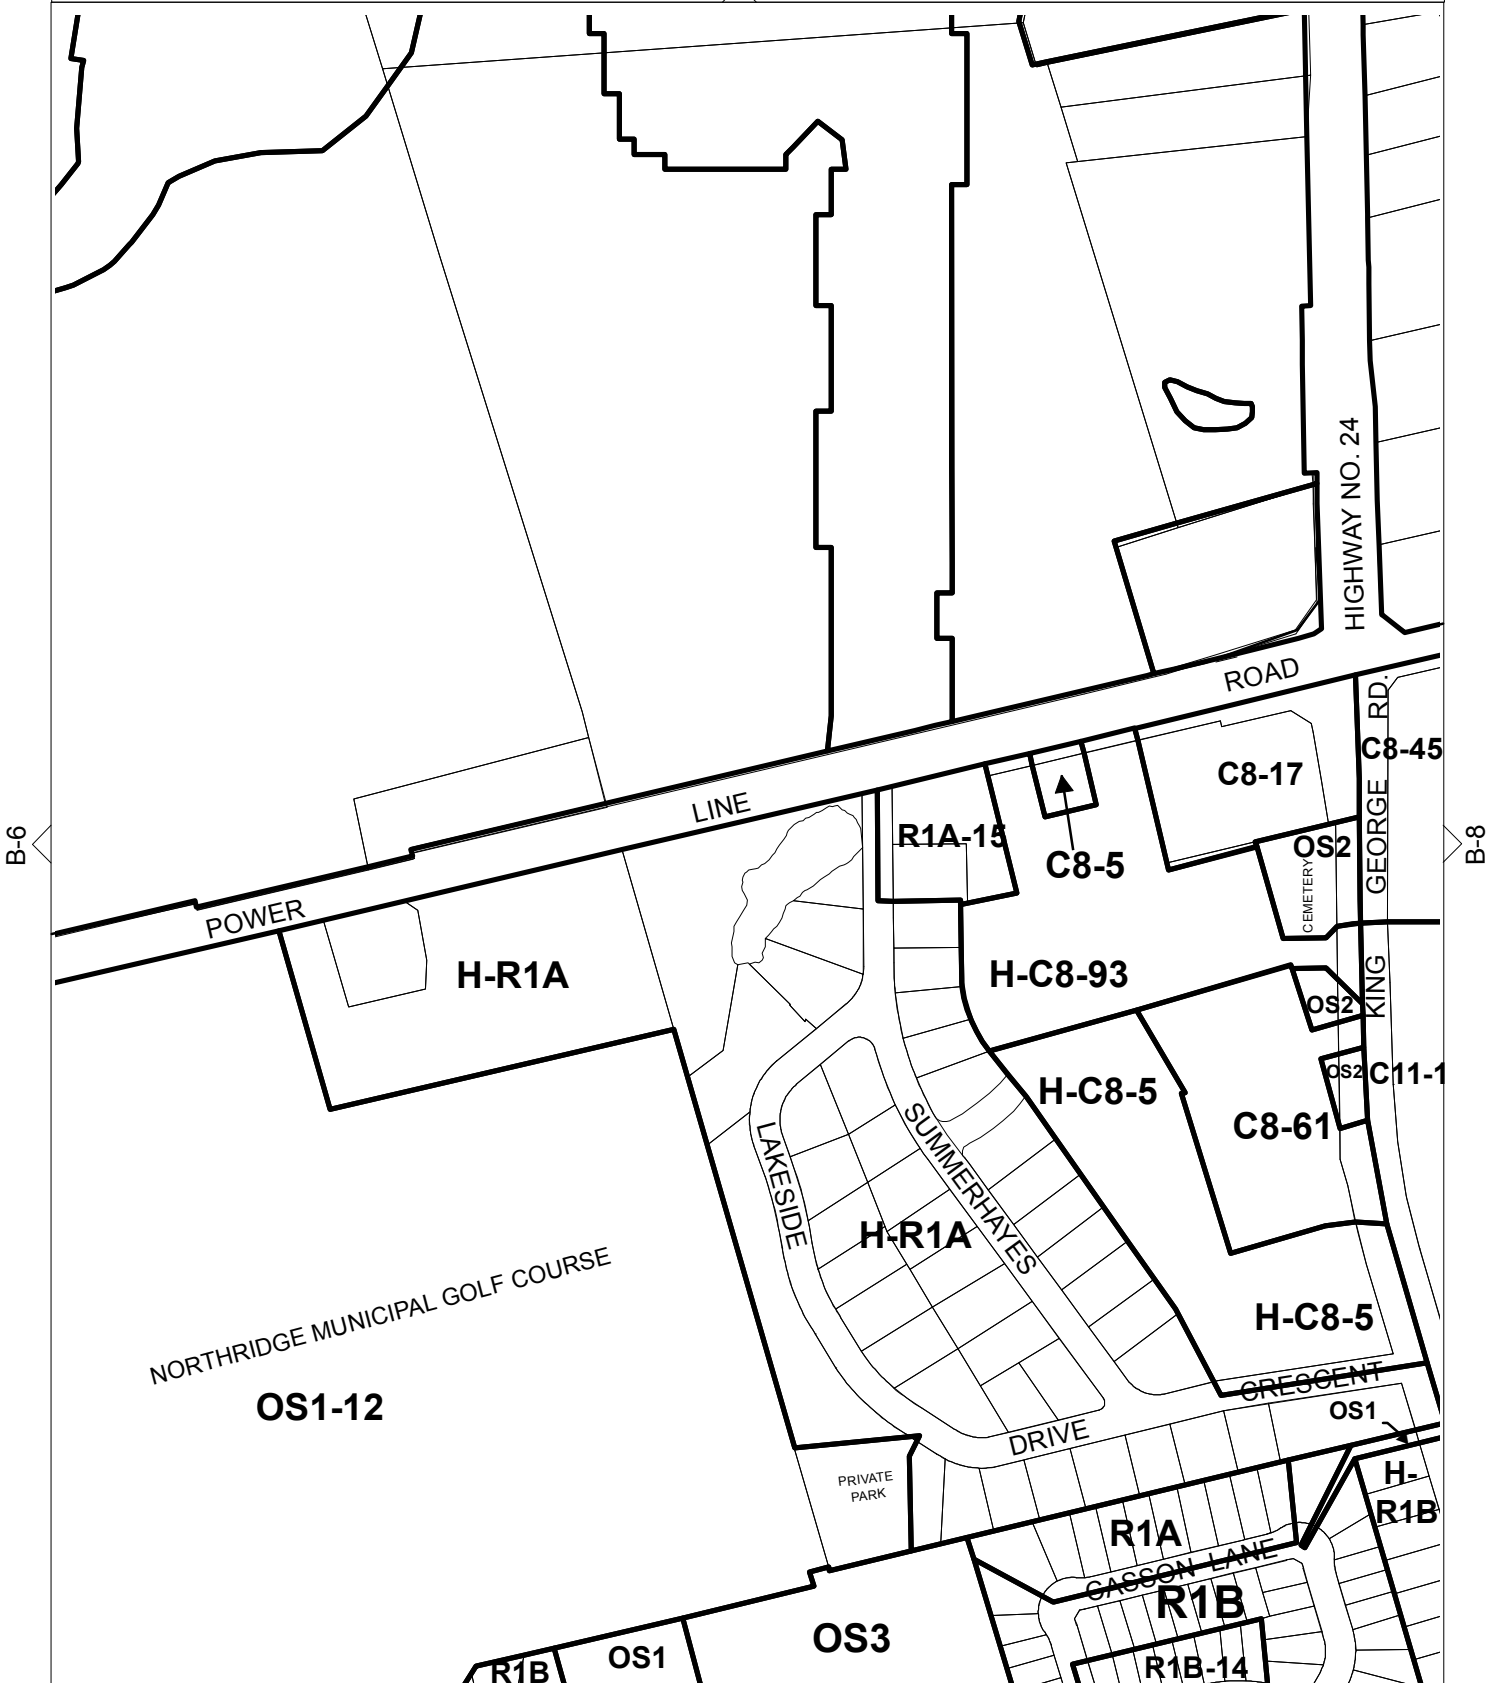 HIGHWAY NO. 24
ROAD
KING GEORGE RD.
C8-45
C8-17
LINE
B-6
R1A-15
C8-5
OS2
B-8
CEMETERY
POWER
H-R1A
H-C8-93
OS2
OS2
C11-1
H-C8-5
C8-61
LAKESIDE
SUMMERHAYES
H-R1A
NORTHRIDGE MUNICIPAL GOLF COURSE
H-C8-5
CRESCENT
OS1-12
OS1
DRIVE
PRIVATE
PARK
H-
R1B
R1A
CASSON LANE
R1B
OS3
OS1
R1B
R1B-14